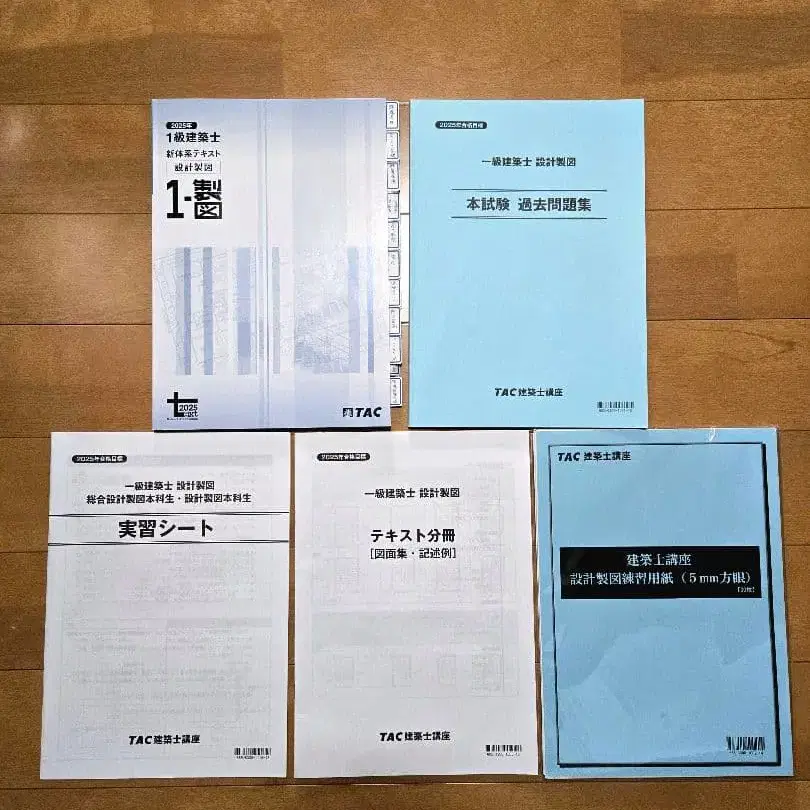 2025年
1級建築士
新体系テキスト
設計製図
1-製図
2025
TAC
2025年合格目標
一級建築士 設計製図
本試験 過去問題集
TAC建築士講座
2025年合格目標
一級建築士 設計製図
総合設計製図本科生・設計製図本科生
実習シート
TAC建築士講座
2025年合格目標
一級建築士 設計製図
テキスト分冊
[図面集・記述例]
TAC建築士講座
TAC 建築士講座
建築士講座
設計製図練習用紙（5mm方眼）